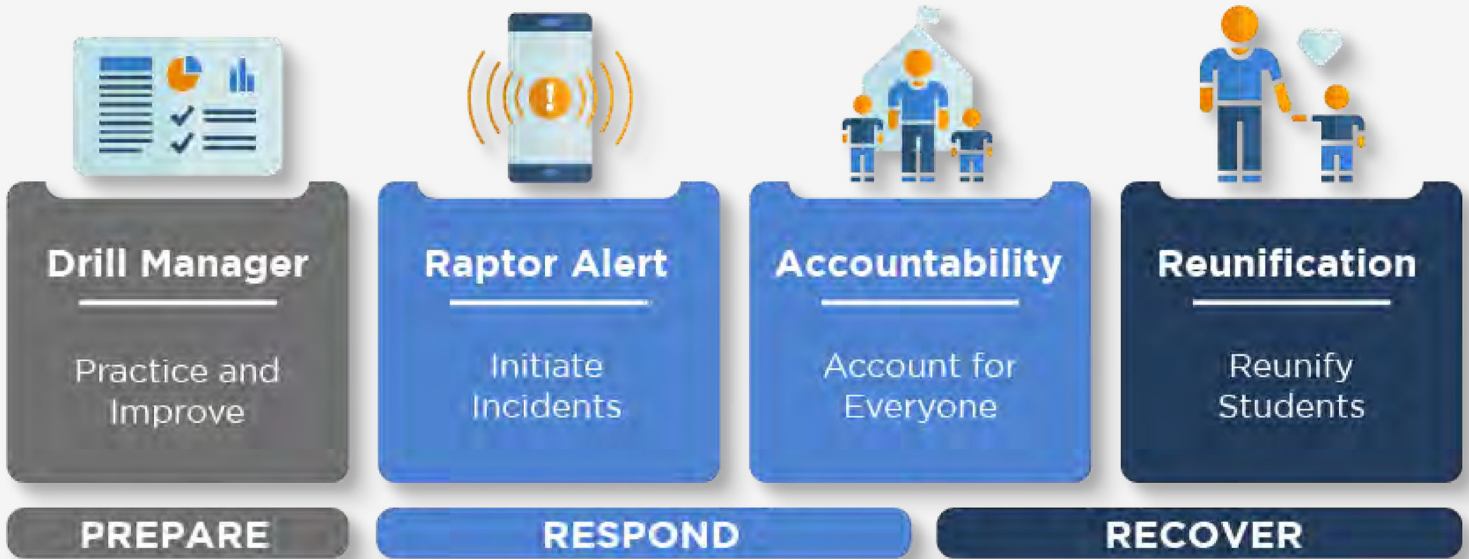 Drill Manager
Practice and
Improve
Raptor Alert
Initiate
Incidents
Accountability
Account for
Everyone
Reunification
Reunify
Students
PREPARE
RESPOND
RECOVER